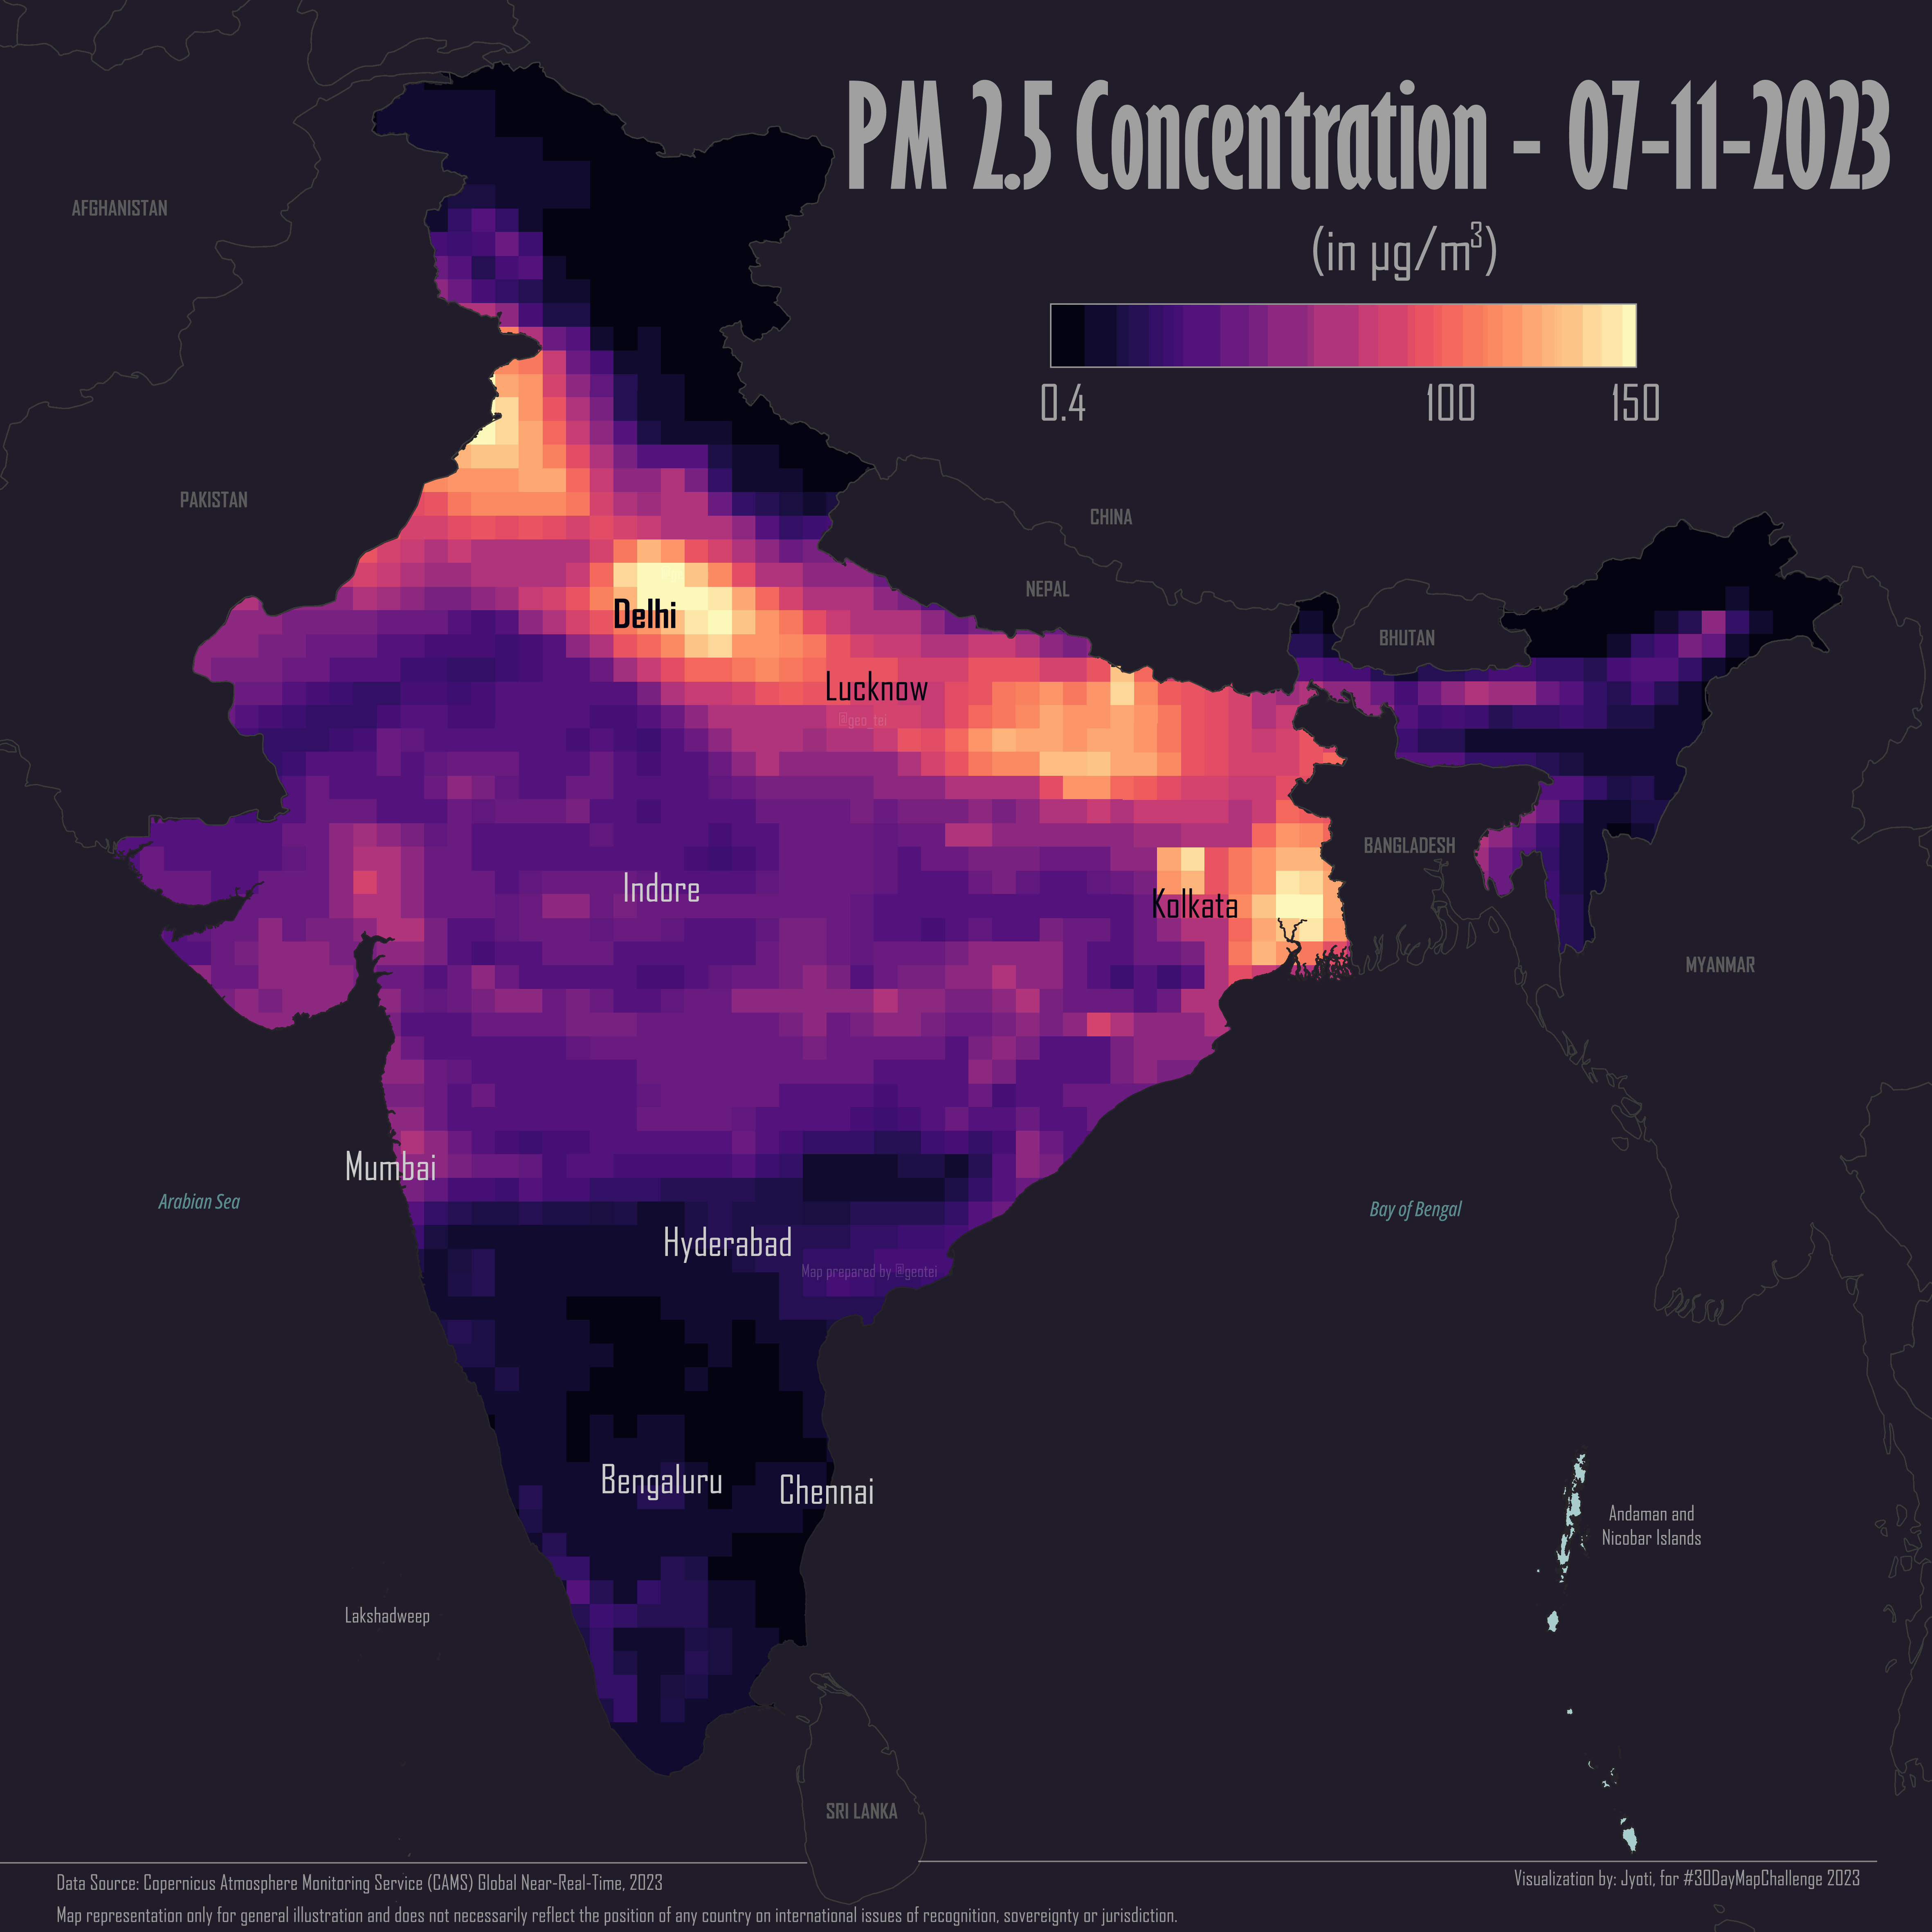 PM 2.5 Concentration - 07-11-2023
(in µg/m³)
0.4
100
150
AFGHANISTAN
PAKISTAN
CHINA
NEPAL
BHUTAN
BANGLADESH
MYANMAR
Delhi
Lucknow
@geo_tei
Indore
Kolkata
Mumbai
Arabian Sea
Bay of Bengal
Hyderabad
Map prepared by @geotei
Bengaluru
Chennai
Andaman and
Nicobar Islands
Lakshadweep
SRI LANKA
Data Source: Copernicus Atmosphere Monitoring Service (CAMS) Global Near-Real-Time, 2023
Visualization by: Jyoti, for #30DayMapChallenge 2023
Map representation only for general illustration and does not necessarily reflect the position of any country on international issues of recognition, sovereignty or jurisdiction.